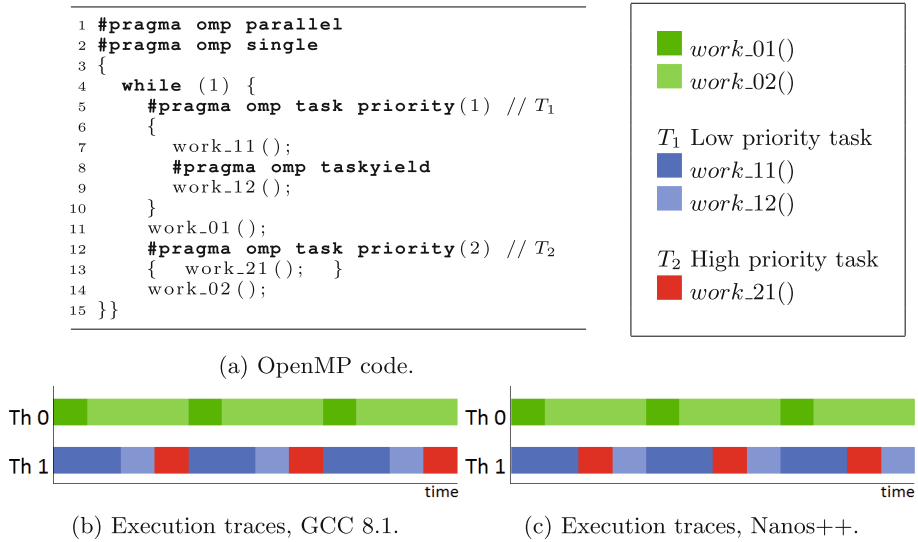 1 #pragma omp parallel
2 #pragma omp single
3 {
4 while (1) {
5 #pragma omp task priority(1) // T₁
6 {
7 work_11();
8 #pragma omp taskyield
9 work_12();
10 }
11 work_01();
12 #pragma omp task priority(2) // T₂
13 { work_21(); }
14 work_02();
15 }}
(a) OpenMP code.
work_01()
work_02()
T₁ Low priority task
work_11()
work_12()
T₂ High priority task
work_21()
Th 0
Th 1
time
(b) Execution traces, GCC 8.1.
Th 0
Th 1
time
(c) Execution traces, Nanos++.